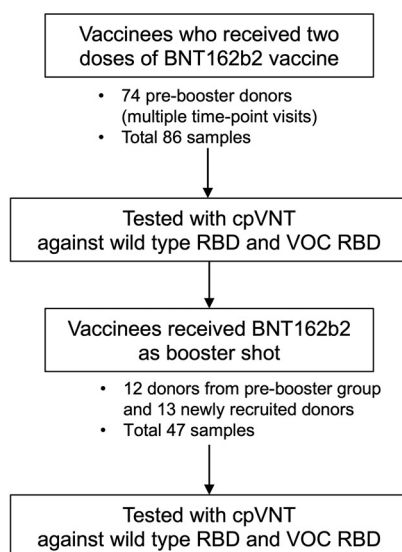 Vaccinees who received two
doses of BNT162b2 vaccine
• 74 pre-booster donors
(multiple time-point visits)
• Total 86 samples
Tested with cpVNT
against wild type RBD and VOC RBD
Vaccinees received BNT162b2
as booster shot
• 12 donors from pre-booster group
and 13 newly recruited donors
• Total 47 samples
Tested with cpVNT
against wild type RBD and VOC RBD